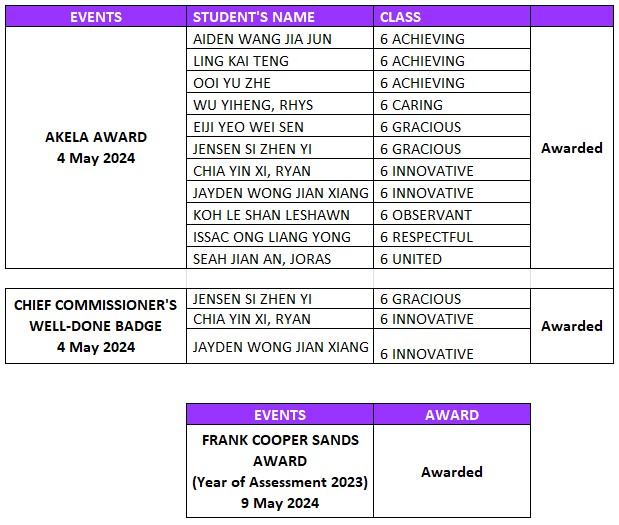 EVENTS STUDENT'S NAME CLASS
AIDEN WANG JIA JUN 6 ACHIEVING
LING KAI TENG 6 ACHIEVING
OOI YU ZHE 6 ACHIEVING
WU YIHENG, RHYS 6 CARING
EIJI YEO WEI SEN 6 GRACIOUS
AKELA AWARD
4 May 2024
JENSEN SI ZHEN YI 6 GRACIOUS
Awarded
CHIA YIN XI, RYAN 6 INNOVATIVE
JAYDEN WONG JIAN XIANG 6 INNOVATIVE
KOH LE SHAN LESHAWN 6 OBSERVANT
ISSAC ONG LIANG YONG 6 RESPECTFUL
SEAH JIAN AN, JORAS 6 UNITED
CHIEF COMMISSIONER'S
WELL-DONE BADGE
4 May 2024
JENSEN SI ZHEN YI 6 GRACIOUS
CHIA YIN XI, RYAN 6 INNOVATIVE
JAYDEN WONG JIAN XIANG 6 INNOVATIVE
Awarded
EVENTS AWARD
FRANK COOPER SANDS
AWARD
(Year of Assessment 2023)
9 May 2024
Awarded